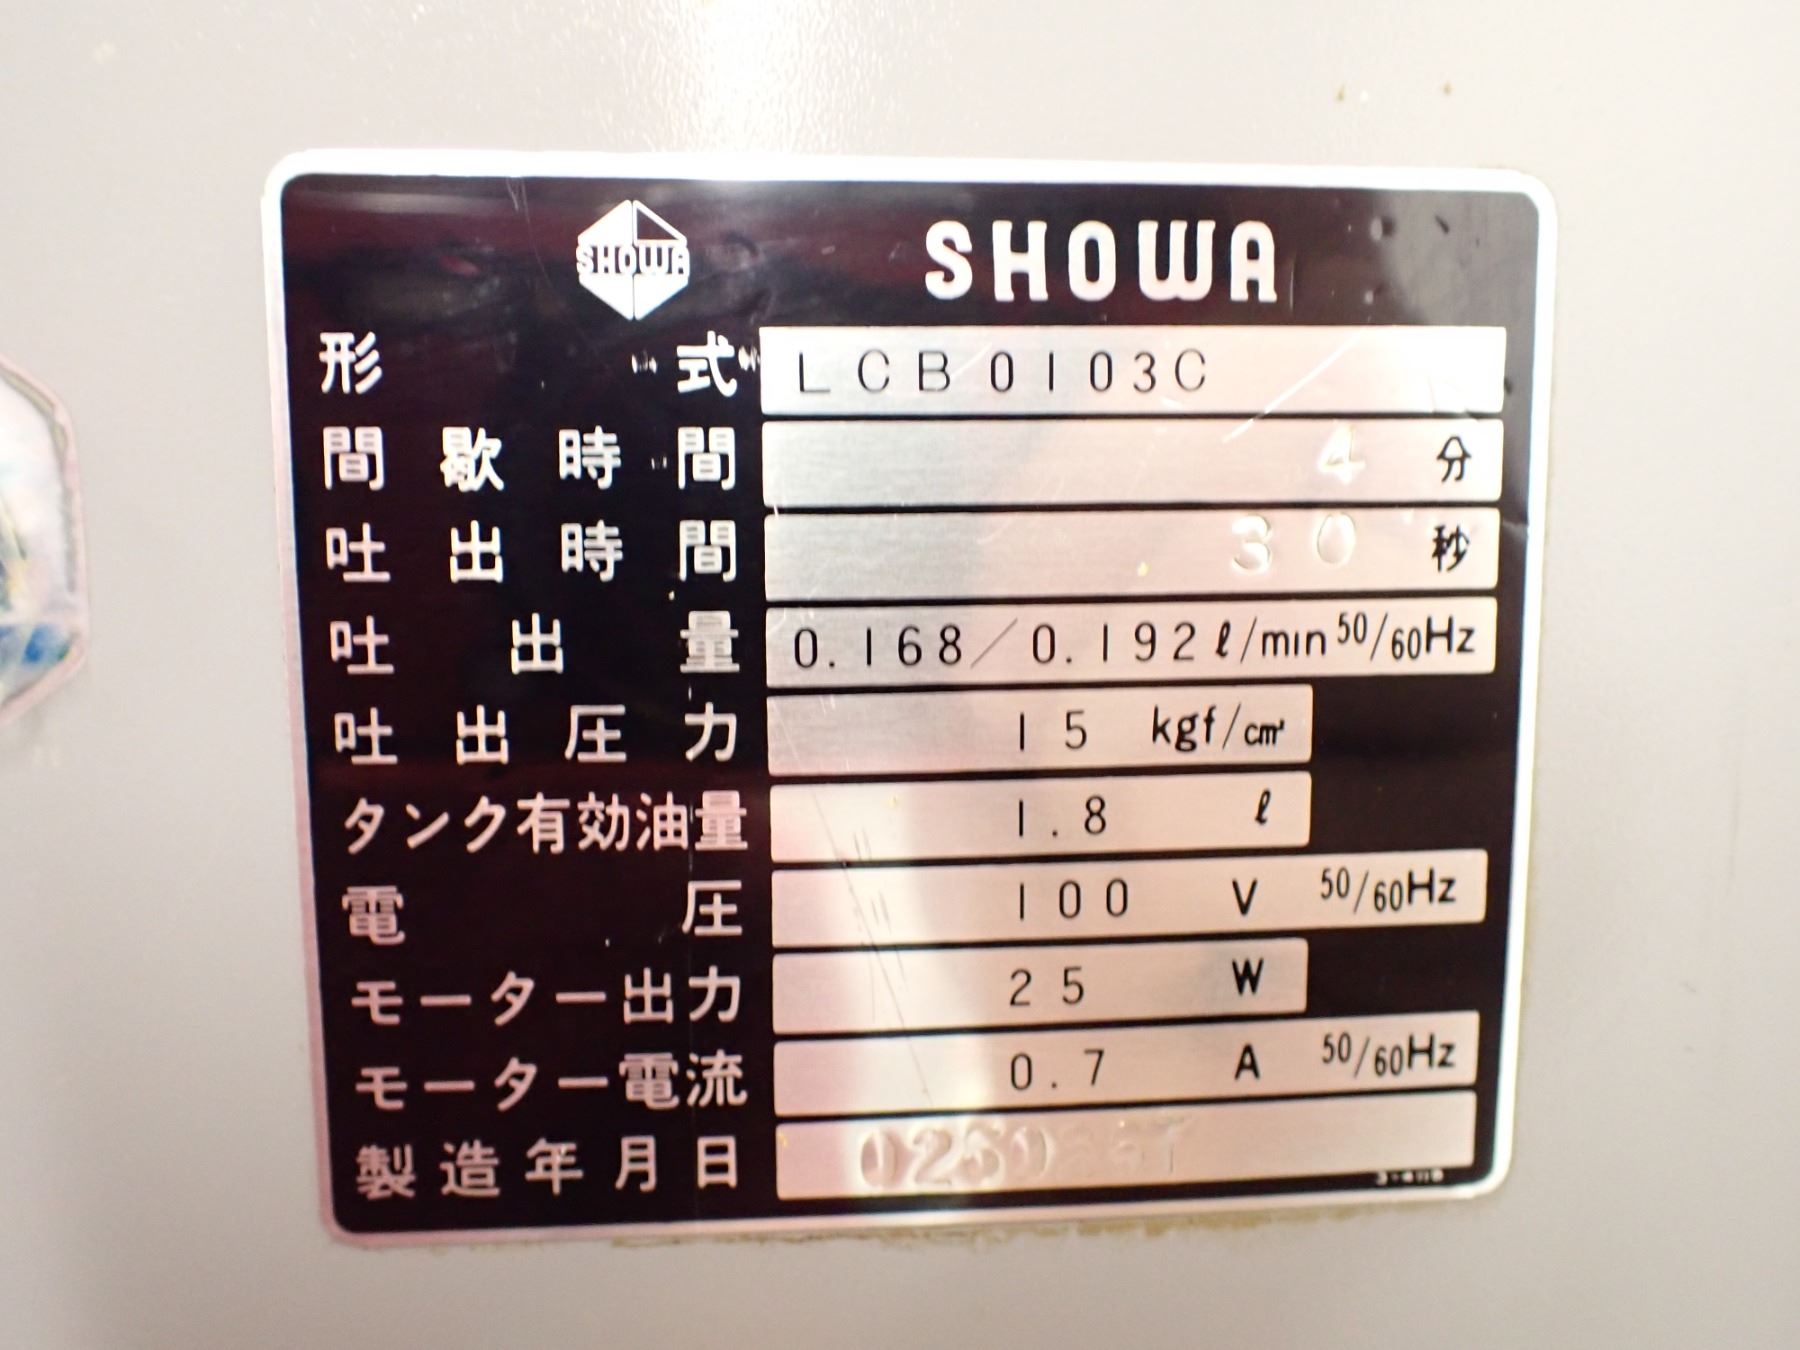 SHOWA SHOWA
形式 LCB0103C
間歇時間 4 分
吐出時間 30 秒
吐出量 0.168/0.192 ℓ/min 50/60Hz
吐出圧力 15 kgf/cm²
タンク有効油量 1.8 ℓ
電圧 100 V 50/60Hz
モーター出力 25 W
モーター電流 0.7 A 50/60Hz
製造年月日